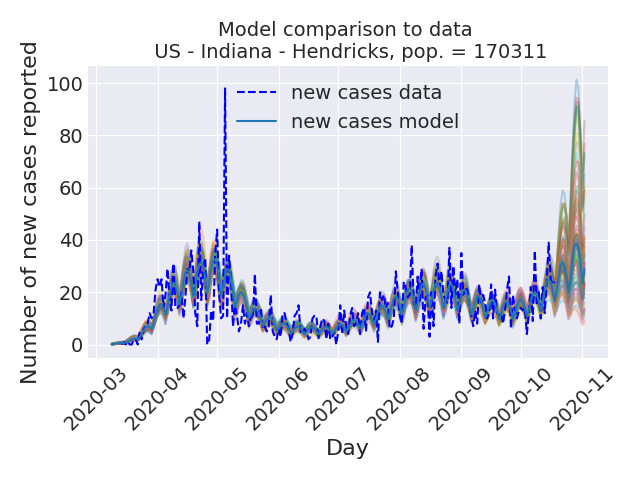 Model comparison to data
US - Indiana - Hendricks, pop. = 170311
Number of new cases reported
100
80
60
40
20
0
new cases data
new cases model
2020-03
2020-04
2020-05
2020-06
2020-07
2020-08
2020-09
2020-10
2020-11
Day